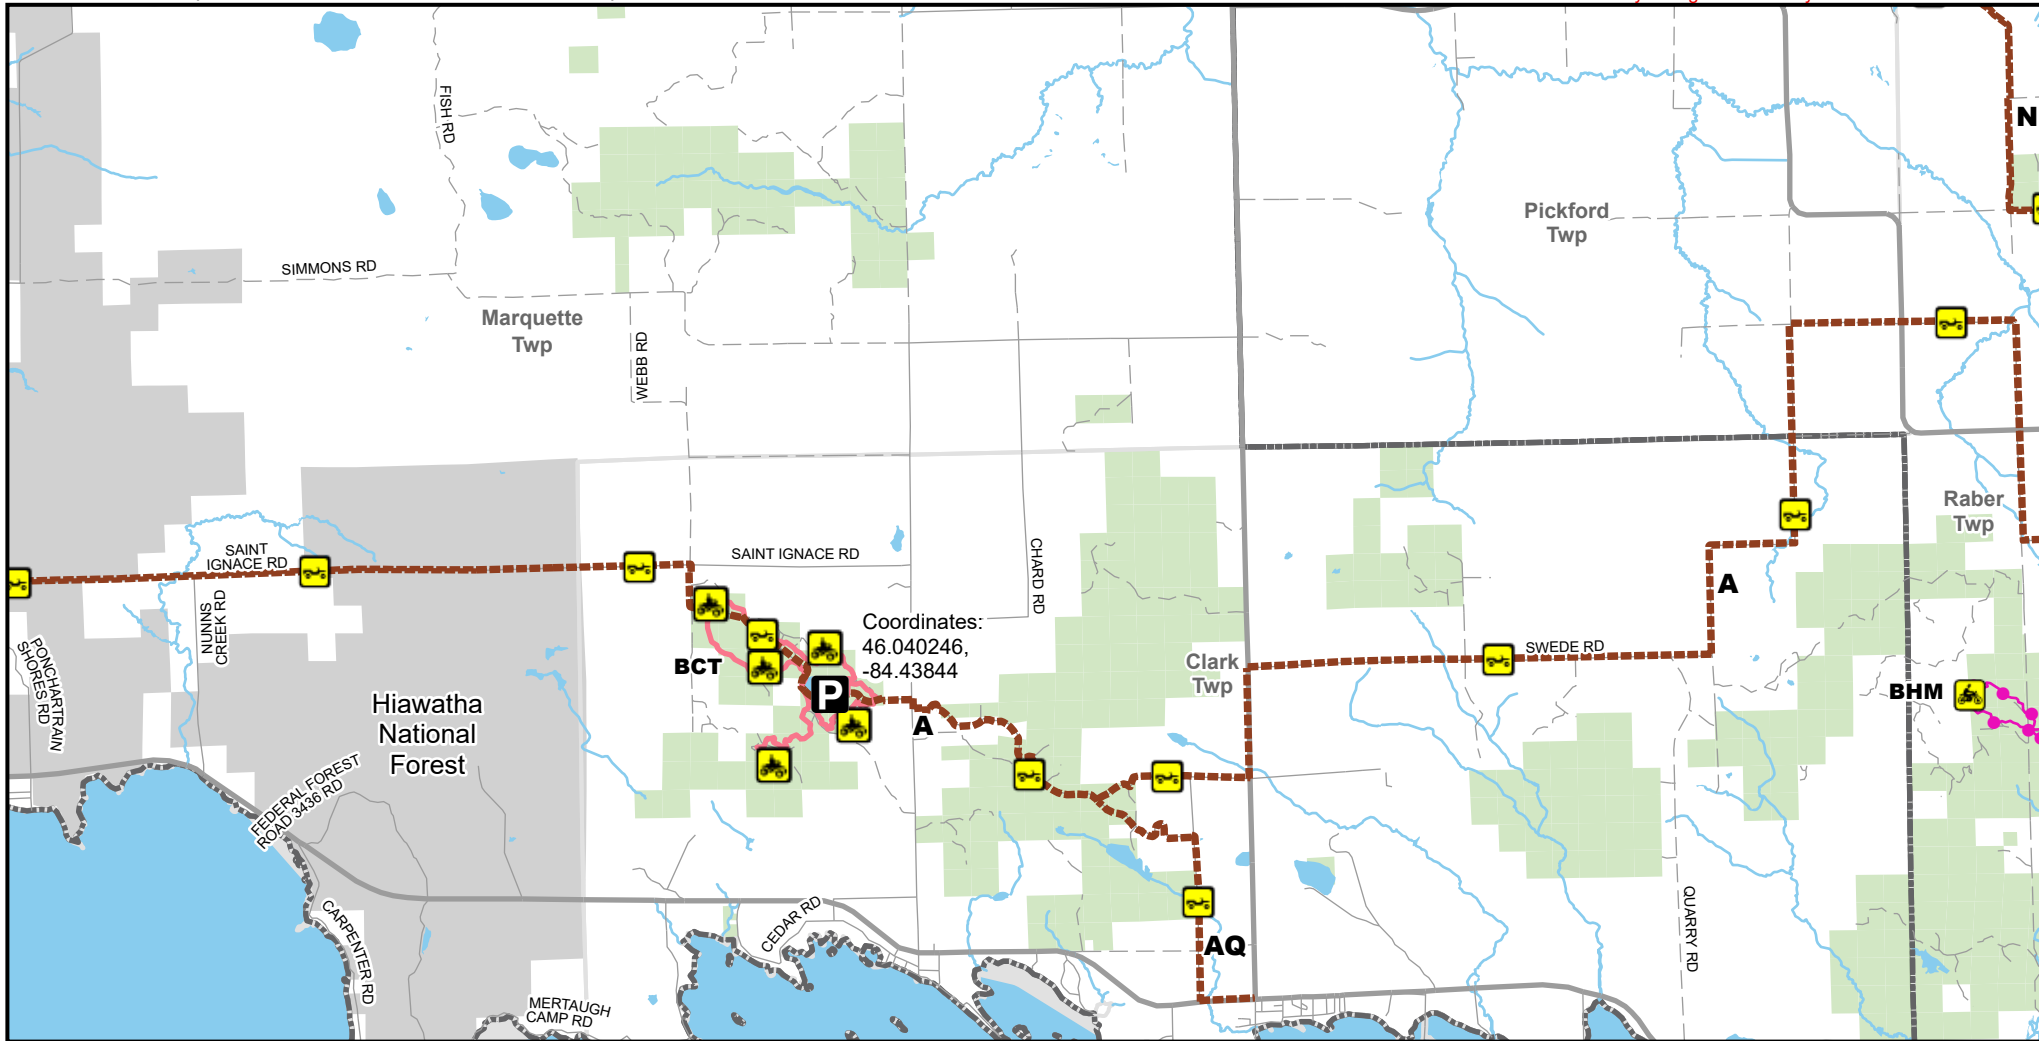 FISH RD
N
Pickford
Twp
SIMMONS RD
Marquette
Twp
WEBB RD
Raber
Twp
SAINT
IGNACE RD
SAINT IGNACE RD
CHARD RD
A
NUNNS
CREEK RD
Coordinates:
46.040246,
-84.43844
PONCHARTRAIN
SHORES RD
BCT
SWEDE RD
Clark
Twp
P
BHM
Hiawatha
National
Forest
A
FEDERAL FOREST
ROAD 3436 RD
CARPENTER RD
CEDAR RD
QUARRY RD
AQ
MERTAUGH
CAMP RD